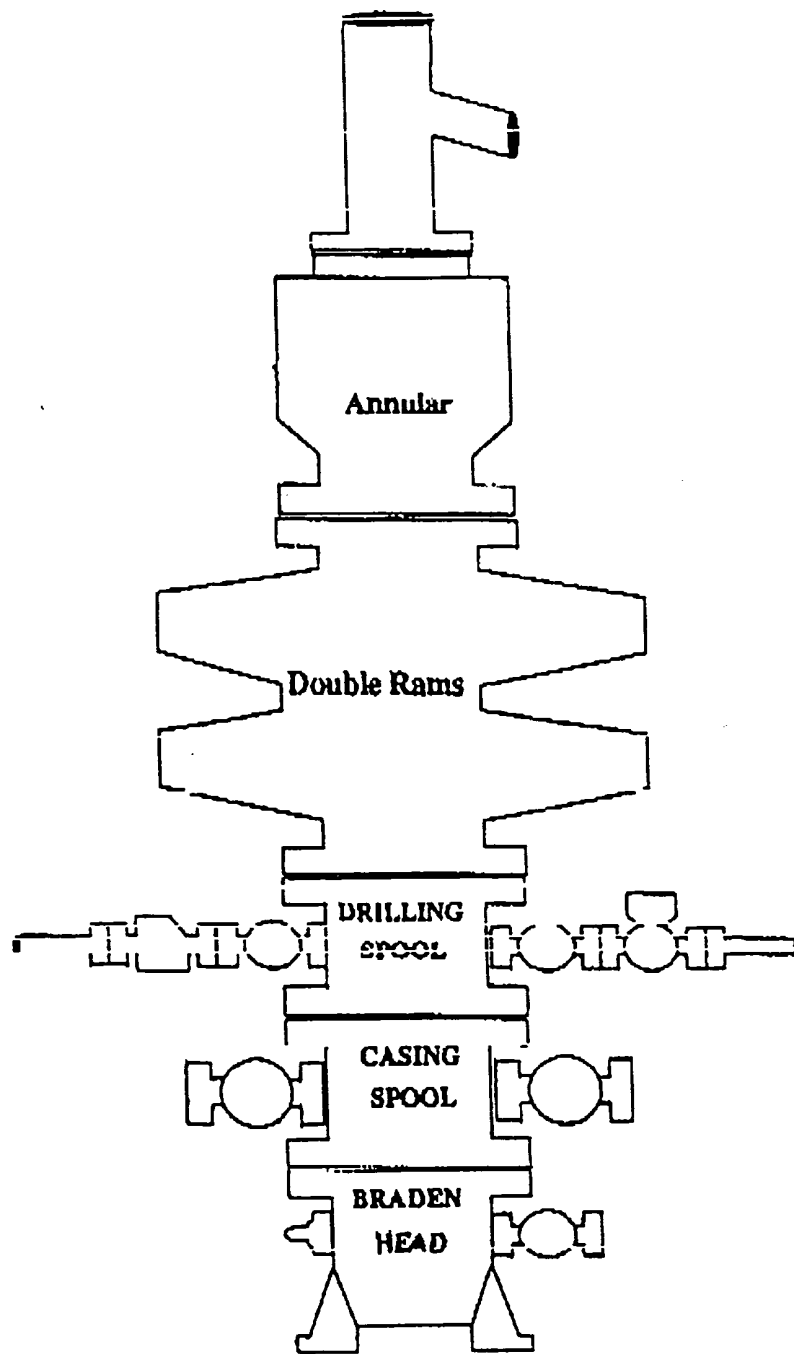 Annular
Double Rams
DRILLING
SPOOL
CASING
SPOOL
BRADEN
HEAD